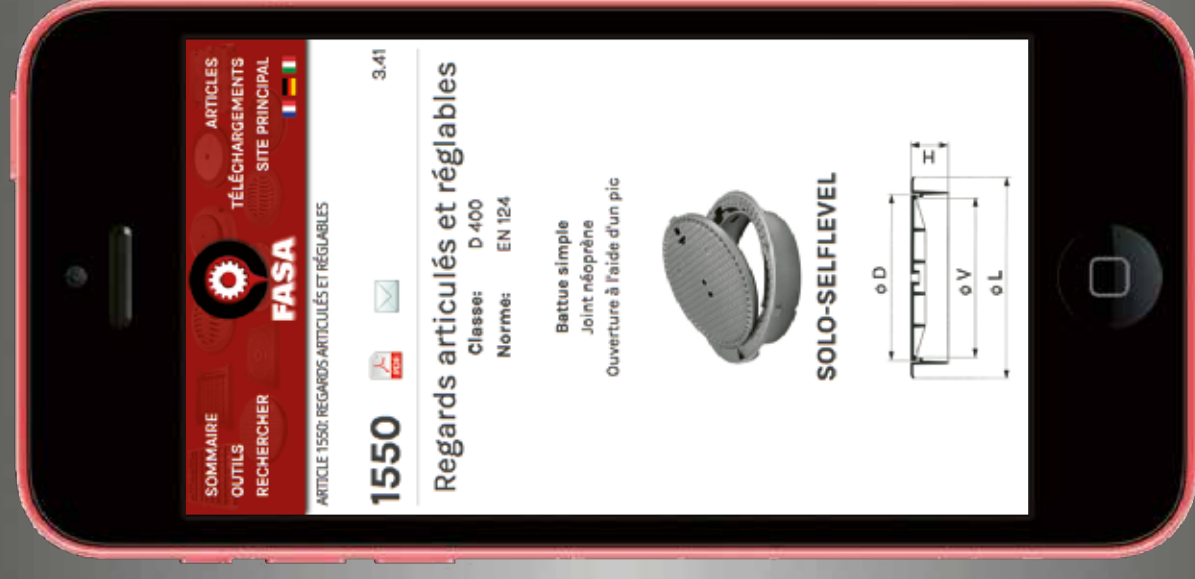 SOMMAIRE
OUTILS
RECHERCHER
FASA
ARTICLES
TÉLÉCHARGEMENTS
SITE PRINCIPAL
ARTICLE 1550: REGARDS ARTICULÉS ET RÉGLABLES
1550
PDF
3.41
Regards articulés et réglables
Classe: D 400
Norme: EN 124
Battue simple
Joint néoprène
Ouverture à l'aide d'un pic
SOLO-SELFLEVEL
φ D
H
φ V
φ L